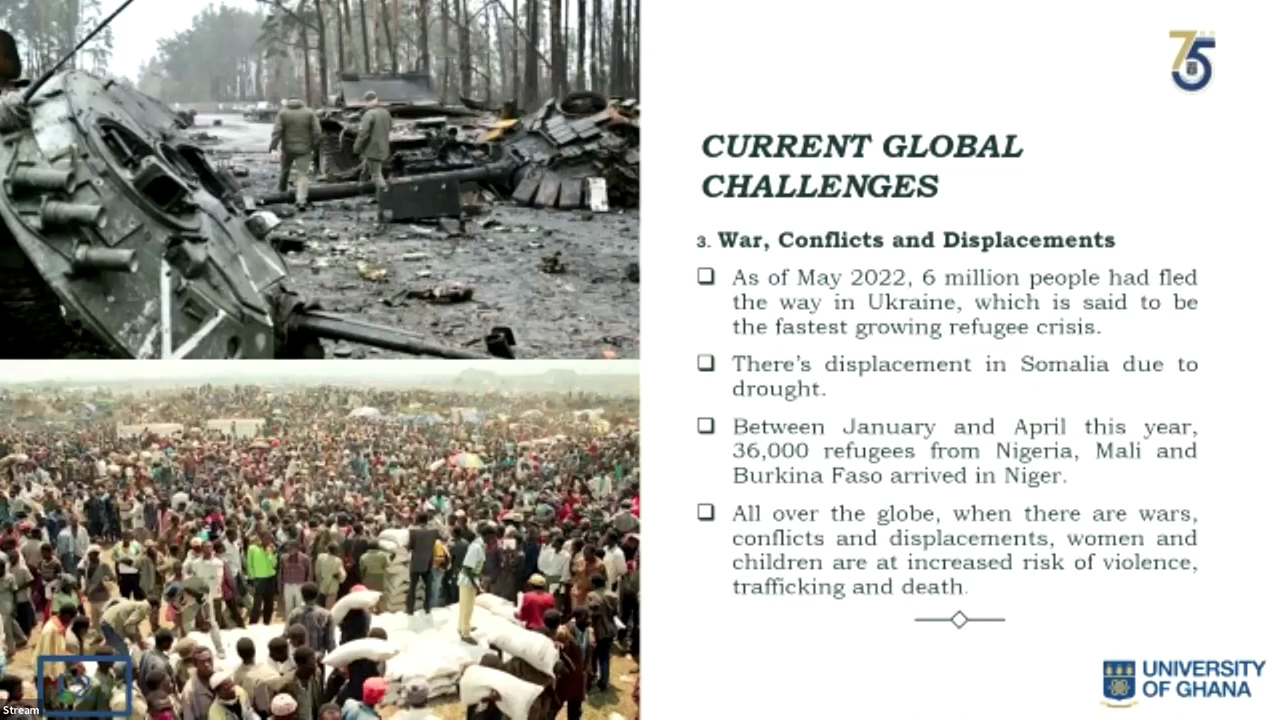 75
CURRENT GLOBAL
CHALLENGES
3. War, Conflicts and Displacements
❑ As of May 2022, 6 million people had fled
the way in Ukraine, which is said to be
the fastest growing refugee crisis.
❑ There's displacement in Somalia due to
drought.
❑ Between January and April this year,
36,000 refugees from Nigeria, Mali and
Burkina Faso arrived in Niger.
❑ All over the globe, when there are wars,
conflicts and displacements, women and
children are at increased risk of violence,
trafficking and death.
UNIVERSITY
OF GHANA
Stream